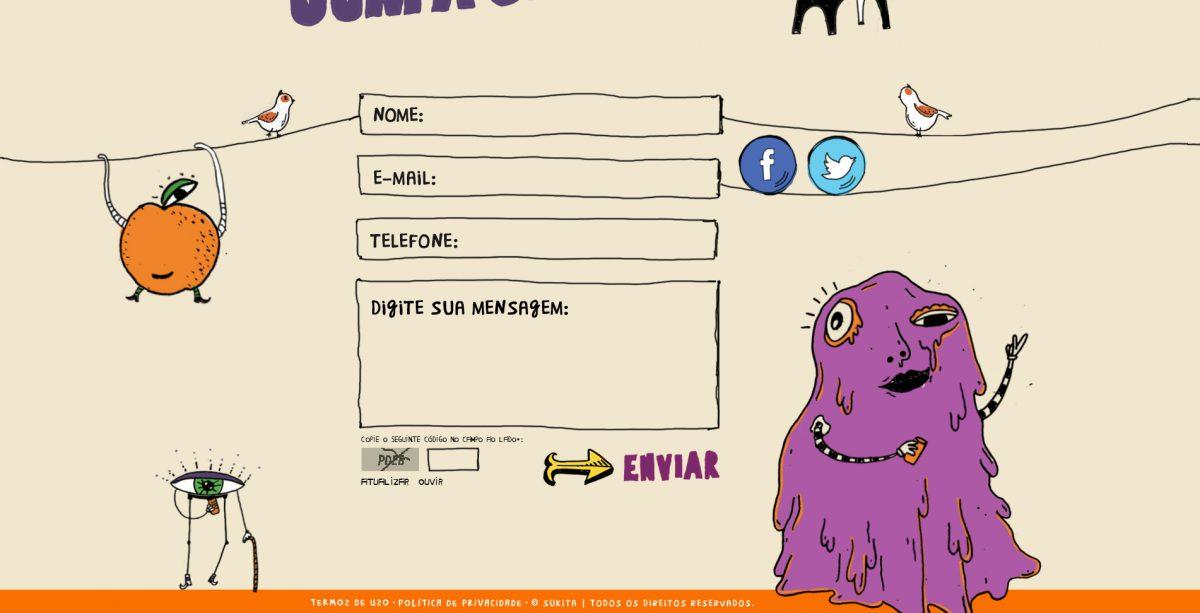 NOME:
E-MAIL:
TELEFONE:
DIGITE SUA MENSAGEM:
COPIE O SEGUINTE CÓDIGO NO CAMPO AO LADO*:
ATUALIZAR OUVIR
ENVIAR
TERMOS DE USO · POLÍTICA DE PRIVACIDADE · © SUKITA | TODOS OS DIREITOS RESERVADOS.